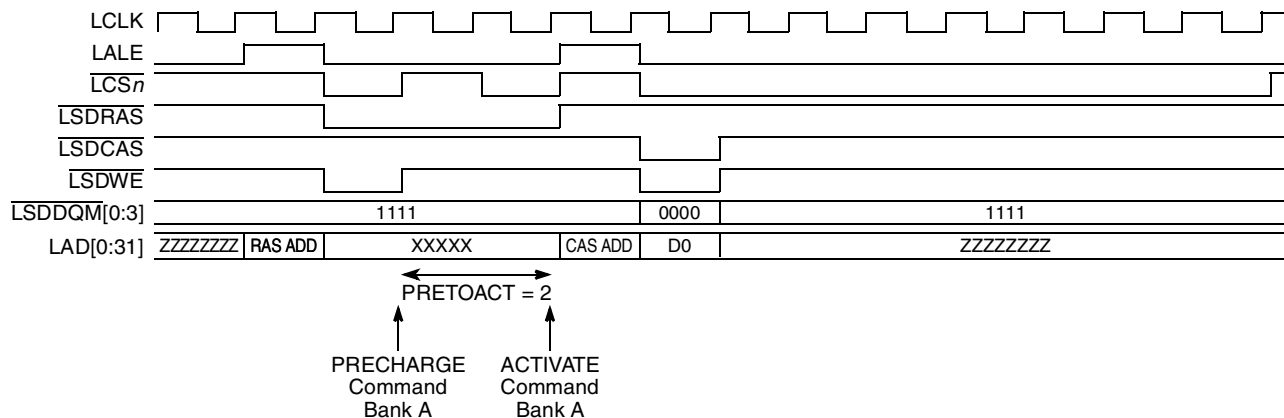 LCLK
LALE
LCSn
LSDRAS
LSDCAS
LSDWE
LSDDQM[0:3] 1111 0000 1111
LAD[0:31] ZZZZZZZZ RAS ADD XXXXX CAS ADD D0 ZZZZZZZZ
PRETOACT = 2
PRECHARGE
Command
Bank A
ACTIVATE
Command
Bank A